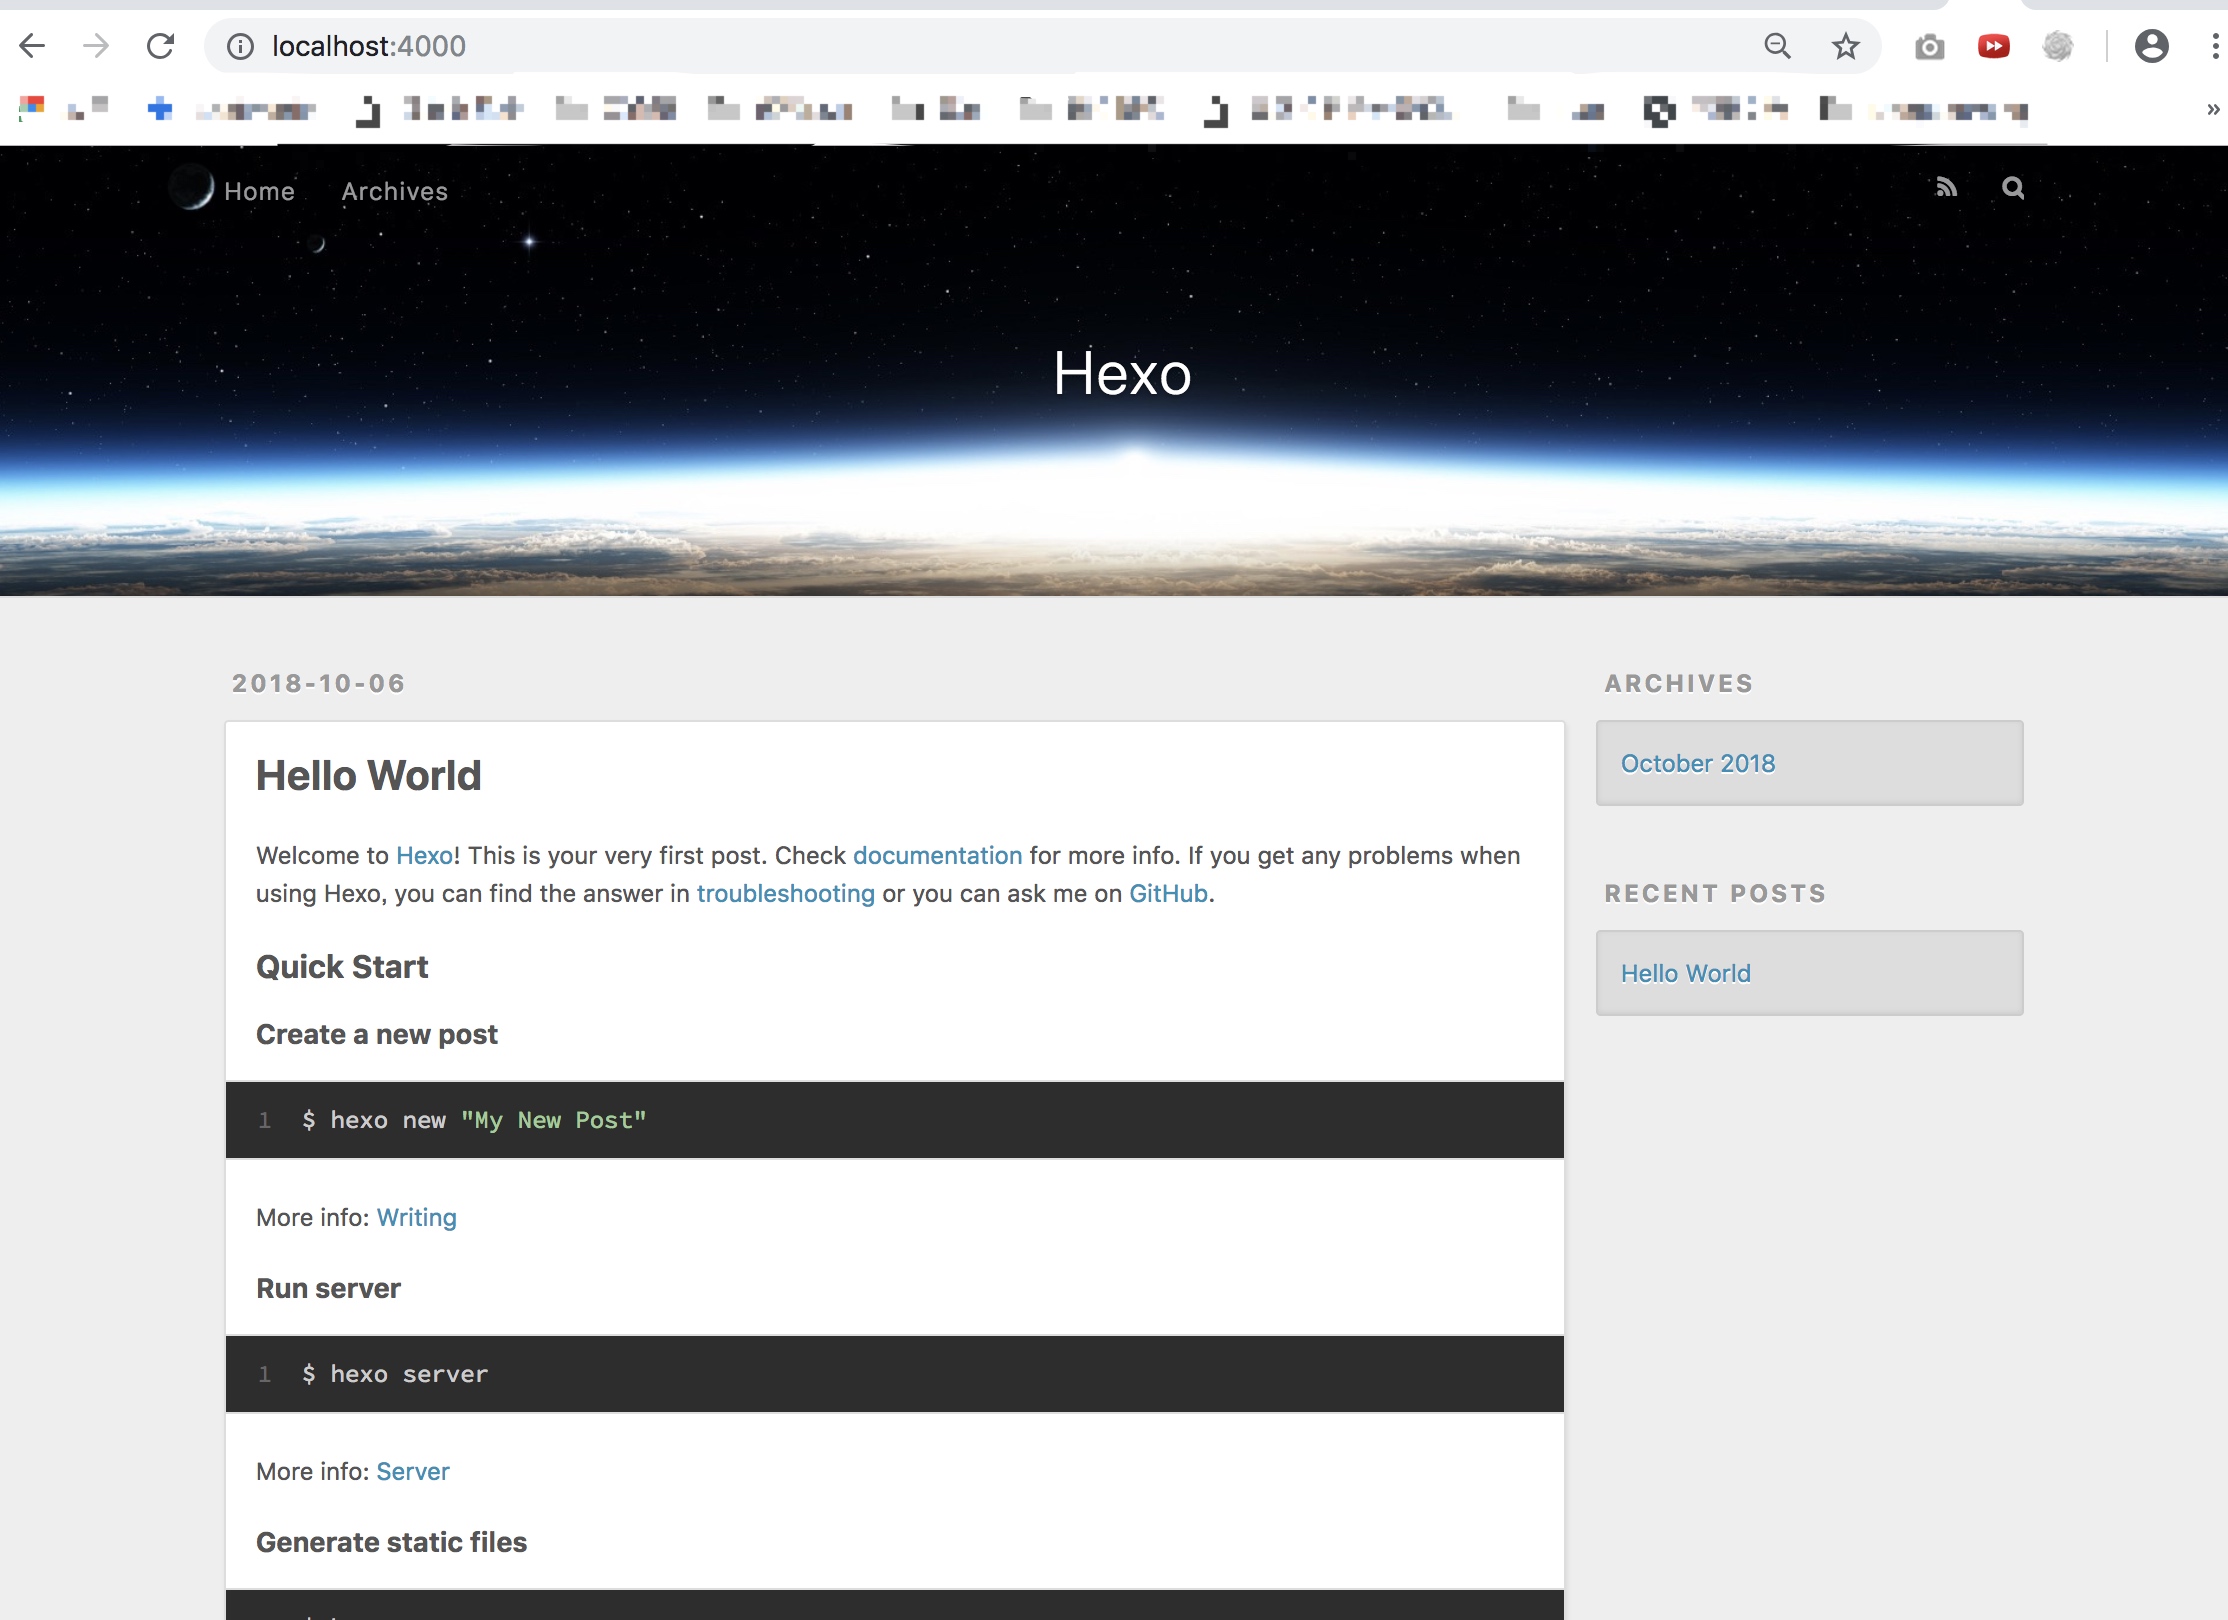 localhost:4000
Home Archives
Hexo
2018-10-06
Hello World
Welcome to Hexo! This is your very first post. Check documentation for more info. If you get any problems when
using Hexo, you can find the answer in troubleshooting or you can ask me on GitHub.
Quick Start
Create a new post
1 $ hexo new "My New Post"
More info: Writing
Run server
1 $ hexo server
More info: Server
Generate static files
ARCHIVES
October 2018
RECENT POSTS
Hello World